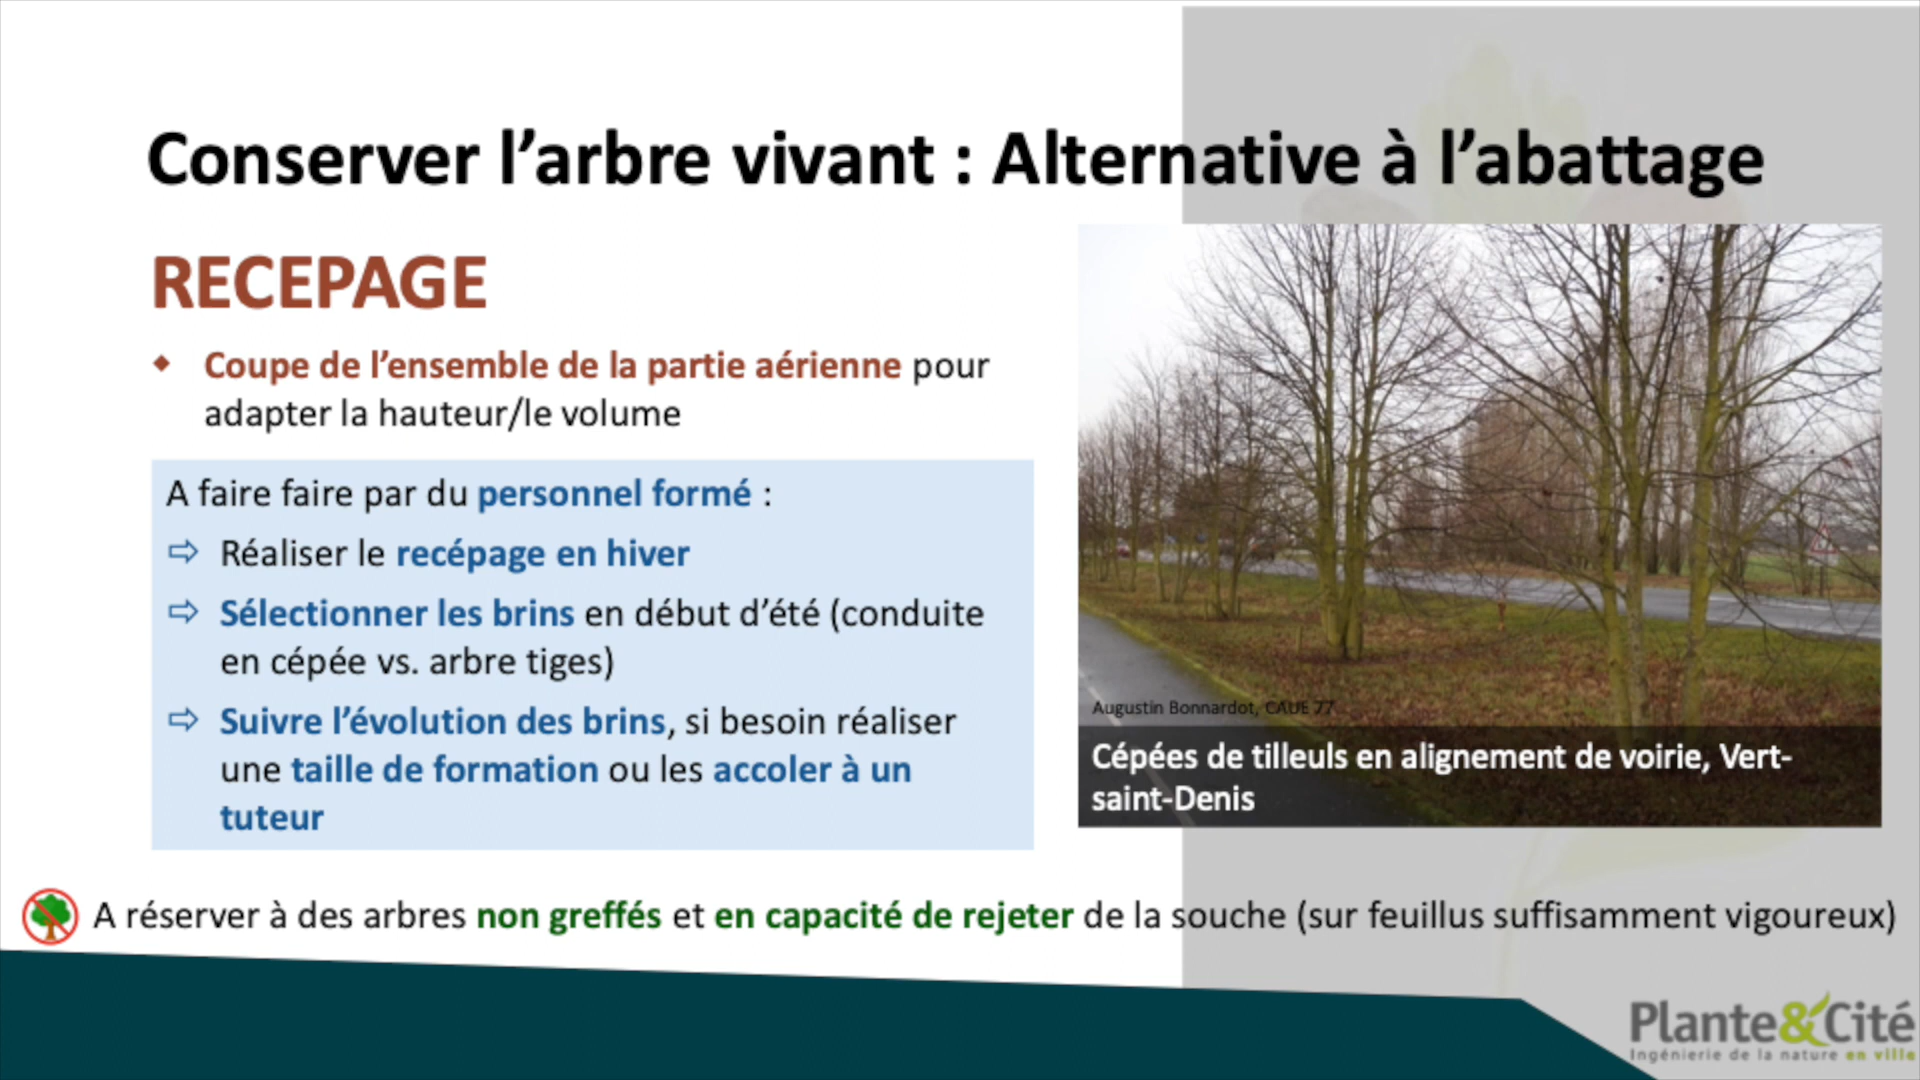 Conserver l'arbre vivant : Alternative à l'abattage
RECEPAGE
Coupe de l'ensemble de la partie aérienne pour
adapter la hauteur/le volume
A faire faire par du personnel formé :
⇨ Réaliser le recépage en hiver
⇨ Sélectionner les brins en début d'été (conduite
en cépée vs. arbre tiges)
⇨ Suivre l'évolution des brins, si besoin réaliser
une taille de formation ou les accoler à un
tuteur
Augustin Bonnardot, CAUE 77
Cépées de tilleuls en alignement de voirie, Vert-
saint-Denis
A réserver à des arbres non greffés et en capacité de rejeter de la souche (sur feuillus suffisamment vigoureux)
Plante&Cité
Ingénierie de la nature en ville